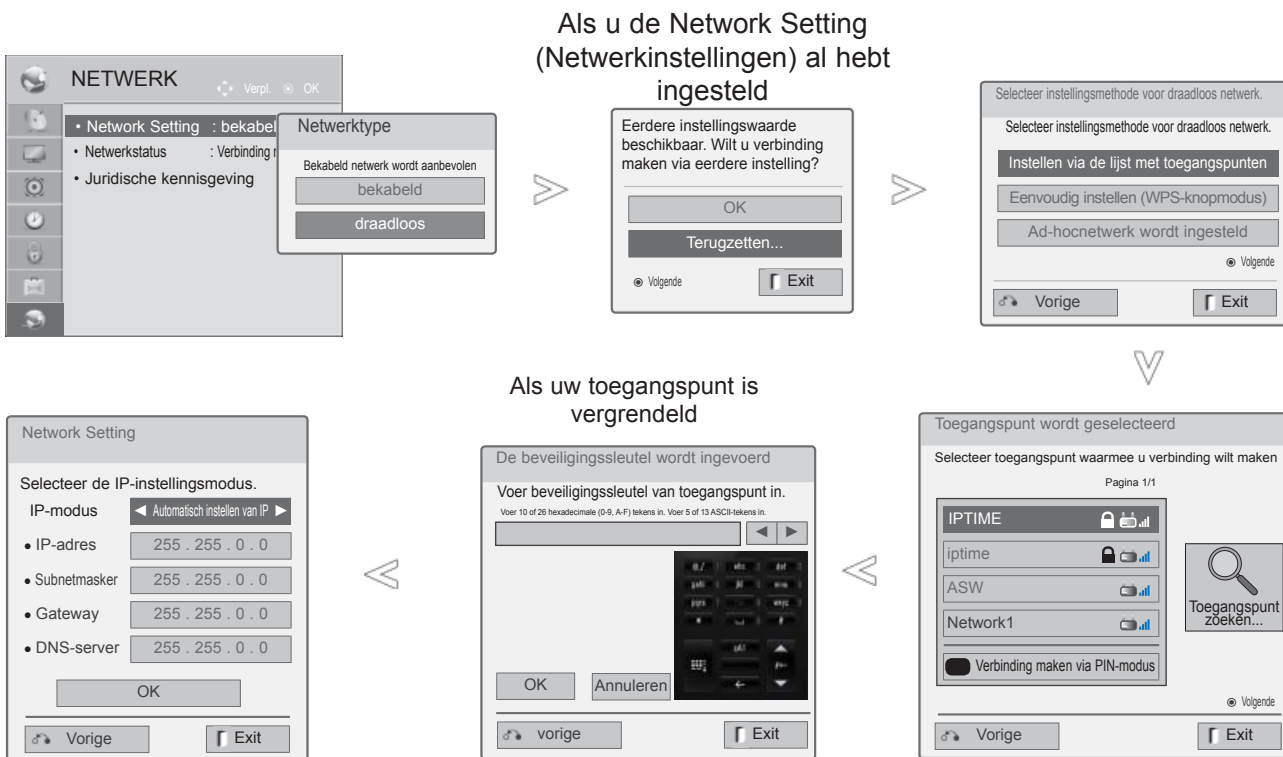 Als u de Network Setting
(Netwerkinstellingen) al hebt
ingesteld
NETWERK
Verpl. OK
• Network Setting : bekabel
• Netwerkstatus : Verbinding
• Juridische kennisgeving
Netwerktype
Bekabeld netwerk wordt aanbevolen
bekabeld
draadloos
Eerdere instellingswaarde
beschikbaar. Wilt u verbinding
maken via eerdere instelling?
OK
Terugzetten...
Volgende
Exit
Selecteer instellingsmethode voor draadloos netwerk.
Selecteer instellingsmethode voor draadloos netwerk.
Instellen via de lijst met toegangspunten
Eenvoudig instellen (WPS-knopmodus)
Ad-hocnetwerk wordt ingesteld
Volgende
Vorige
Exit
Toegangspunt wordt geselecteerd
Selecteer toegangspunt waarmee u verbinding wilt maken
Pagina 1/1
IPTIME
iptime
ASW
Network1
Verbinding maken via PIN-modus
Toegangspunt
zoeken...
Volgende
Vorige
Exit
Als uw toegangspunt is
vergrendeld
De beveiligingssleutel wordt ingevoerd
Voer beveiligingssleutel van toegangspunt in.
Voer 10 of 26 hexadecimale (0-9, A-F) tekens in. Voer 5 of 13 ASCII-tekens in.
OK
Annuleren
vorige
Exit
Network Setting
Selecteer de IP-instellingsmodus.
IP-modus ◀ Automatisch instellen van IP ▶
• IP-adres 255 . 255 . 0 . 0
• Subnetmasker 255 . 255 . 0 . 0
• Gateway 255 . 255 . 0 . 0
• DNS-server 255 . 255 . 0 . 0
OK
Vorige
Exit